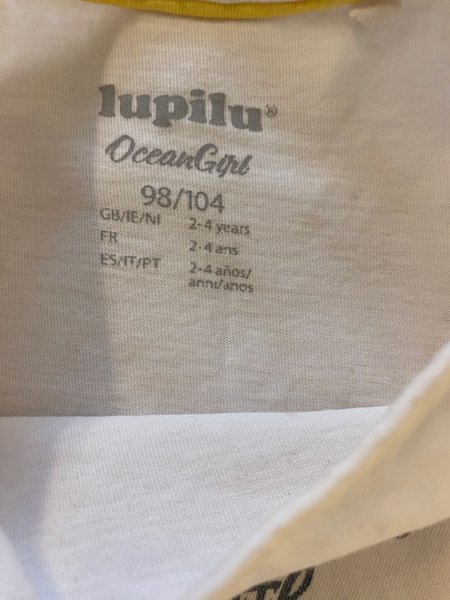 lupilu®
OceanGirl
98/104
GB/IE/NI 2-4 years
FR 2-4 ans
ES/IT/PT 2-4 años/
anni/anos